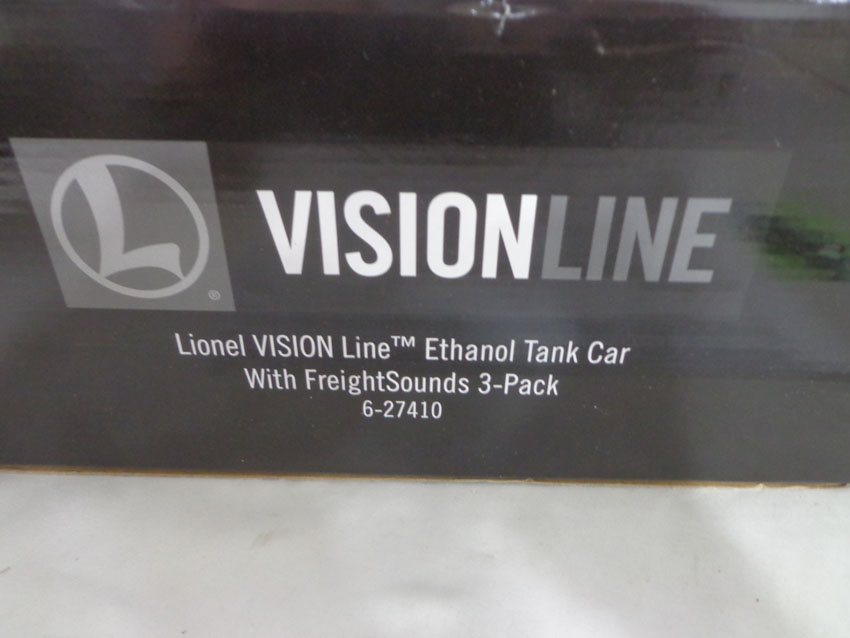 L ®
VISIONLINE
Lionel VISION Line™ Ethanol Tank Car
With FreightSounds 3-Pack
6-27410